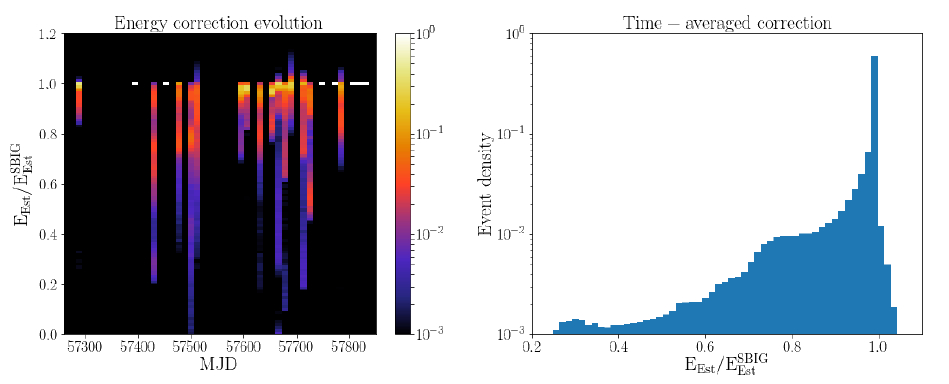 Energy correction evolution
1.2
1.0
0.8
0.6
0.4
0.2
0.0
57300 57400 57500 57600 57700 57800
MJD
E_Est/E_Est^SBIG
10^0
10^-1
10^-2
10^-3
Time − averaged correction
10^0
10^-1
10^-2
10^-3
Event density
0.2 0.4 0.6 0.8 1.0
E_Est/E_Est^SBIG